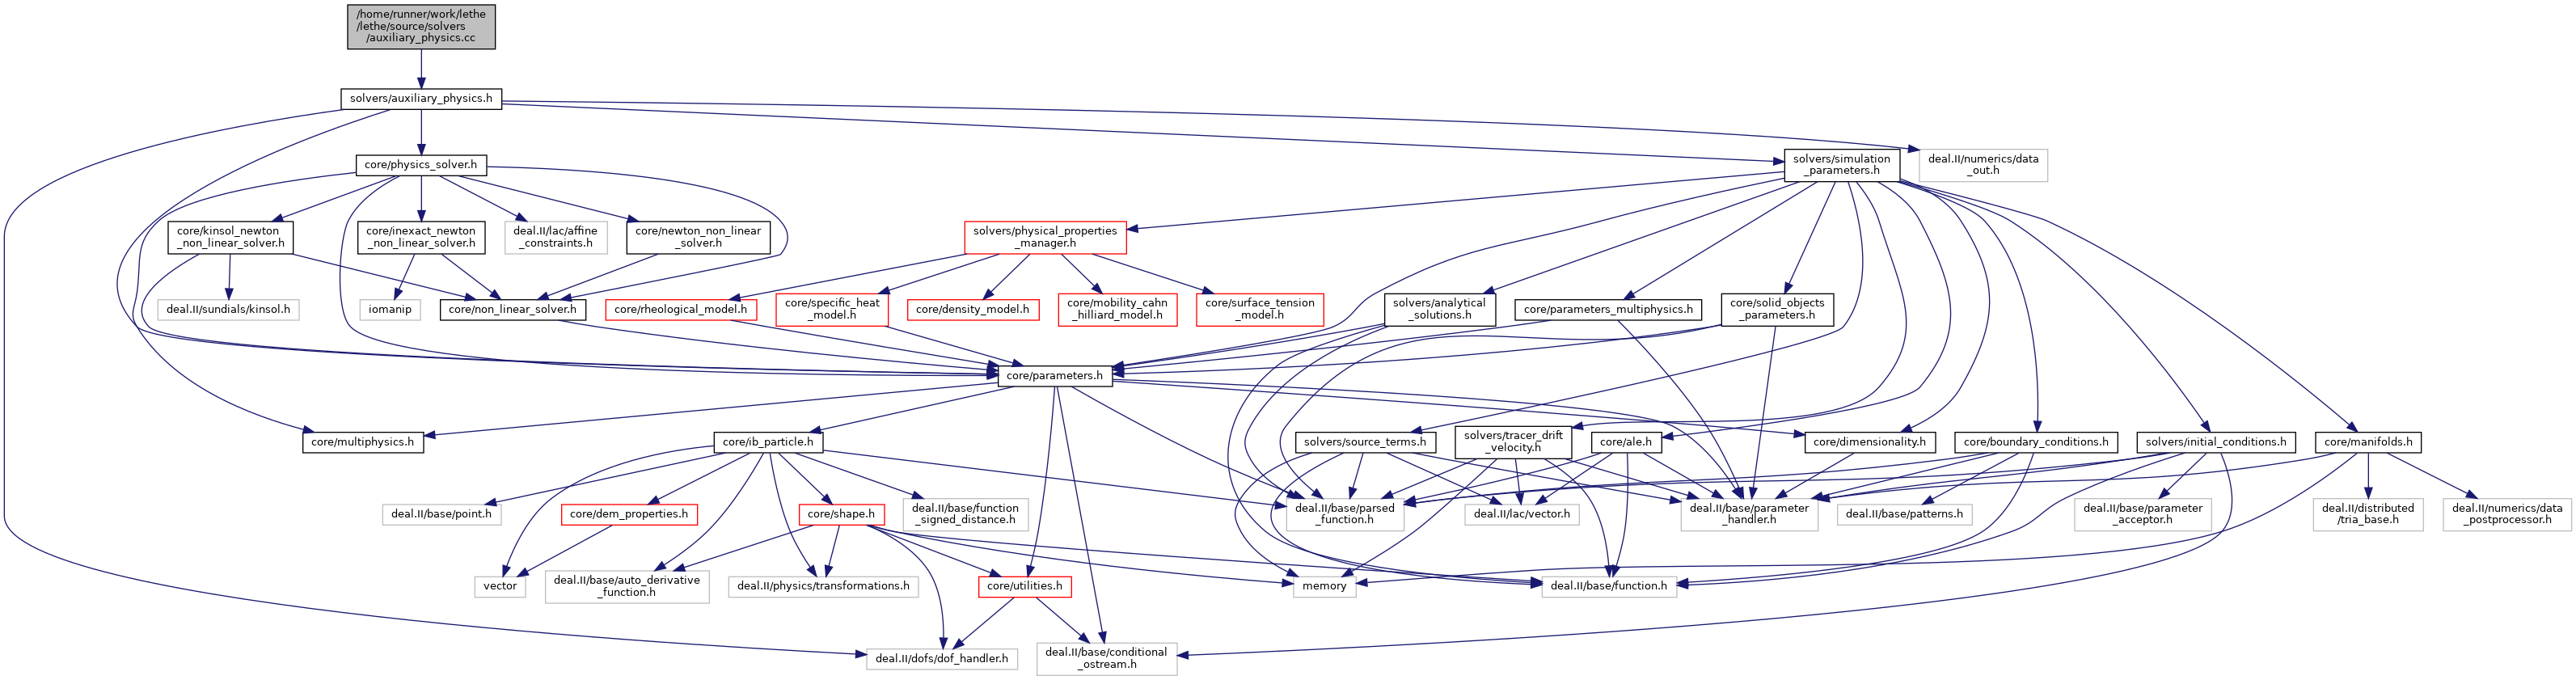 /home/runner/work/lethe
/lethe/source/solvers
/auxiliary_physics.cc
solvers/auxiliary_physics.h
core/physics_solver.h
solvers/simulation
_parameters.h
deal.II/numerics/data
_out.h
core/kinsol_newton
_non_linear_solver.h
core/inexact_newton
_non_linear_solver.h
deal.II/lac/affine
_constraints.h
core/newton_non_linear
_solver.h
solvers/physical_properties
_manager.h
deal.II/sundials/kinsol.h
iomanip
core/non_linear_solver.h
core/rheological_model.h
core/specific_heat
_model.h
core/density_model.h
core/mobility_cahn
_hilliard_model.h
core/surface_tension
_model.h
solvers/analytical
_solutions.h
core/parameters_multiphysics.h
core/solid_objects
_parameters.h
core/parameters.h
core/multiphysics.h
core/ib_particle.h
solvers/source_terms.h
solvers/tracer_drift
_velocity.h
core/ale.h
core/dimensionality.h
core/boundary_conditions.h
solvers/initial_conditions.h
core/manifolds.h
deal.II/base/point.h
core/dem_properties.h
core/shape.h
deal.II/base/function
_signed_distance.h
deal.II/base/parsed
_function.h
deal.II/lac/vector.h
deal.II/base/parameter
_handler.h
deal.II/base/patterns.h
deal.II/base/parameter
_acceptor.h
deal.II/distributed
/tria_base.h
deal.II/numerics/data
_postprocessor.h
vector
deal.II/base/auto_derivative
_function.h
deal.II/physics/transformations.h
core/utilities.h
memory
deal.II/base/function.h
deal.II/dofs/dof_handler.h
deal.II/base/conditional
_ostream.h